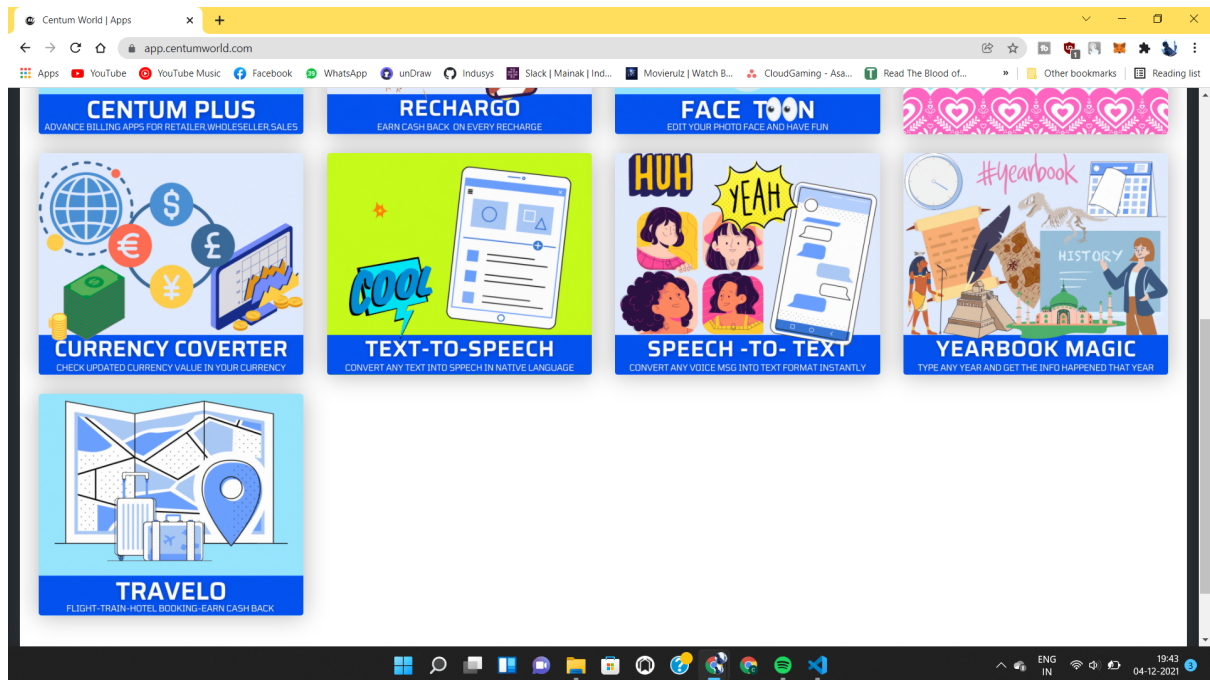 Centum World | Apps
app.centumworld.com
Apps
YouTube
YouTube Music
Facebook
WhatsApp
unDraw
Indusys
Slack | Mainak | Ind...
Movierulz | Watch B...
CloudGaming - Asa...
Read The Blood of...
»
Other bookmarks
Reading list
CENTUM PLUS
ADVANCE BILLING APPS FOR RETAILER,WHOLESELLER,SALES
RECHARGO
EARN CASH BACK ON EVERY RECHARGE
FACE TOON
EDIT YOUR PHOTO FACE AND HAVE FUN
$
€
£
¥
CURRENCY COVERTER
CHECK UPDATED CURRENCY VALUE IN YOUR CURRENCY
COOL
TEXT-TO-SPEECH
CONVERT ANY TEXT INTO SPPECH IN NATIVE LANGUAGE
HUH
YEAH
SPEECH -TO- TEXT
CONVERT ANY VOICE MSG INTO TEXT FORMAT INSTANTLY
#yearbook
HISTORY
YEARBOOK MAGIC
TYPE ANY YEAR AND GET THE INFO HAPPENED THAT YEAR
TRAVELO
FLIGHT-TRAIN-HOTEL BOOKING-EARN CASH BACK
ENG
IN
19:43
04-12-2021
3